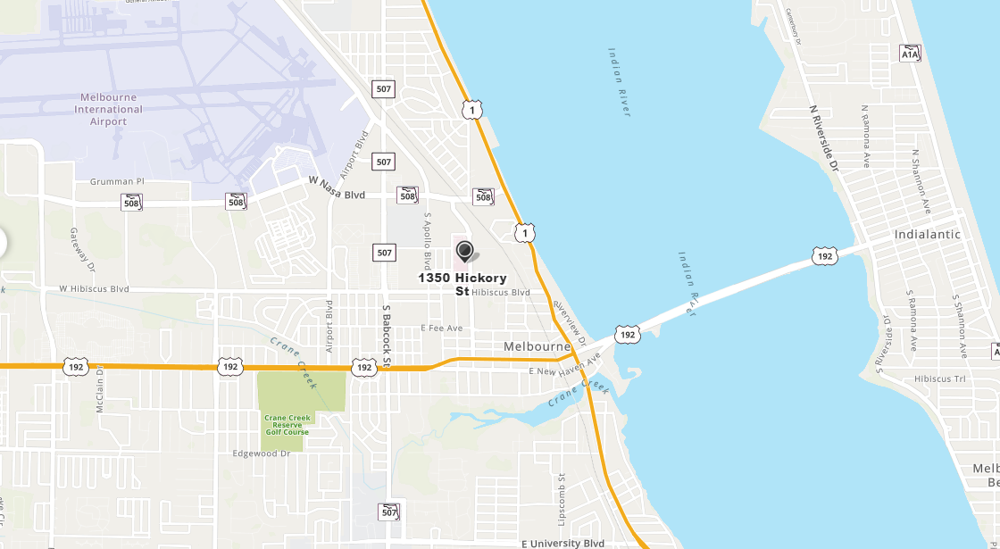 Centerbury Dr
A1A
507
Indian River
Melbourne
International
Airport
1
N Riverside Dr
N Ramona Ave
Airport Blvd
507
N Shannon Ave
Grumman Pl
W Nasa Blvd
508
508
508
508
S Apollo Blvd
1
Indialantic
Gateway Dr
507
192
Indian River
1350 Hickory
St
Hibiscus Blvd
W Hibiscus Blvd
Riverview Dr
S Babcock St
Airport Blvd
E Fee Ave
192
S Riverside Dr
S Ramona Ave
S Shannon Ave
Crane Creek
Melbourne
192
192
192
E New Haven Ave
McClain Dr
Crane Creek
Hibiscus Trl
Crane Creek
Reserve
Golf Course
Edgewood Dr
Lipscomb St
507
E University Blvd